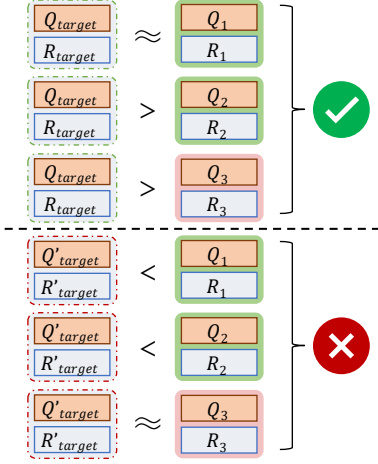 Q_target ≈ Q_1
R_target R_1
Q_target > Q_2
R_target R_2
Q_target > Q_3
R_target R_3
Q'_target < Q_1
R'_target R_1
Q'_target < Q_2
R'_target R_2
Q'_target ≈ Q_3
R'_target R_3